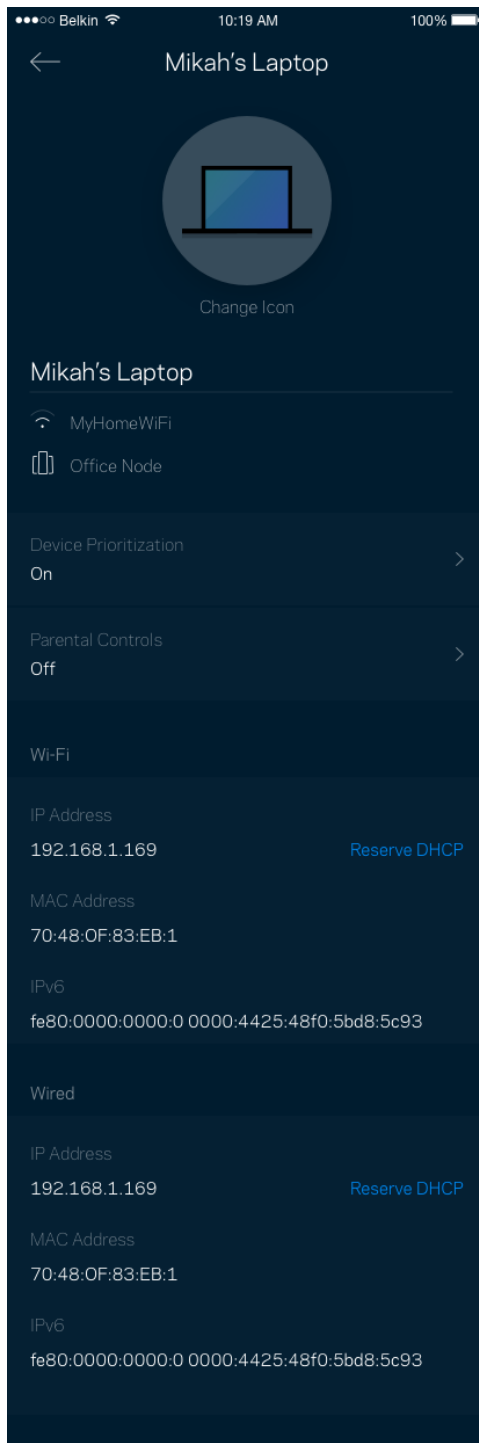 Belkin 10:19 AM 100%
Mikah's Laptop
Change Icon
Mikah's Laptop
MyHomeWiFi
Office Node
Device Prioritization
On
Parental Controls
Off
Wi-Fi
IP Address
192.168.1.169 Reserve DHCP
MAC Address
70:48:0F:83:EB:1
IPv6
fe80:0000:0000:0 0000:4425:48f0:5bd8:5c93
Wired
IP Address
192.168.1.169 Reserve DHCP
MAC Address
70:48:0F:83:EB:1
IPv6
fe80:0000:0000:0 0000:4425:48f0:5bd8:5c93